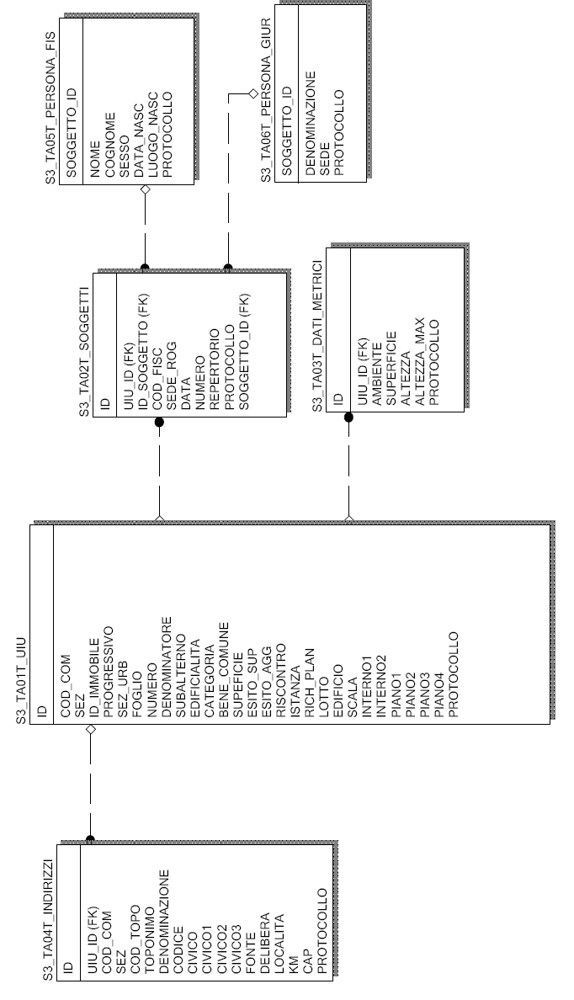 S3_TA04T_INDIRIZZI
ID
UIU_ID (FK)
COD_COM
SEZ
COD_TOPO
TOPONIMO
DENOMINAZIONE
CODICE
CIVICO
CIVICO1
CIVICO2
CIVICO3
FONTE
DELIBERA
LOCALITA
KM
CAP
PROTOCOLLO
S3_TA01T_UIU
ID
COD_COM
SEZ
ID_IMMOBILE
PROGRESSIVO
SEZ_URB
FOGLIO
NUMERO
DENOMINATORE
SUBALTERNO
EDIFICIALITA
CATEGORIA
BENE_COMUNE
SUPEFICIE
ESITO_SUP
ESITO_AGG
RISCONTRO
ISTANZA
RICH_PLAN
LOTTO
EDIFICIO
SCALA
INTERNO1
INTERNO2
PIANO1
PIANO2
PIANO3
PIANO4
PROTOCOLLO
S3_TA02T_SOGGETTI
ID
UIU_ID (FK)
ID_SOGGETTO (FK)
COD_FISC
SEDE_ROG
DATA
NUMERO
REPERTORIO
PROTOCOLLO
SOGGETTO_ID (FK)
S3_TA03T_DATI_METRICI
ID
UIU_ID (FK)
AMBIENTE
SUPERFICIE
ALTEZZA
ALTEZZA_MAX
PROTOCOLLO
S3_TA05T_PERSONA_FIS
SOGGETTO_ID
NOME
COGNOME
SESSO
DATA_NASC
LUOGO_NASC
PROTOCOLLO
S3_TA06T_PERSONA_GIUR
SOGGETTO_ID
DENOMINAZIONE
SEDE
PROTOCOLLO